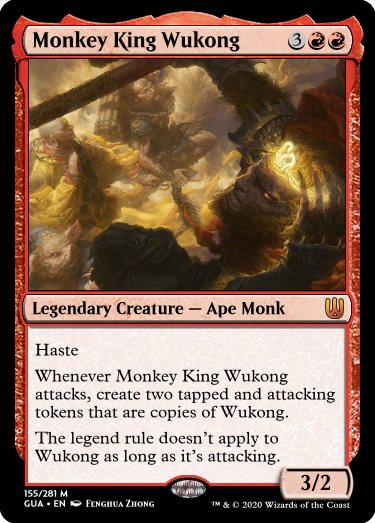 Monkey King Wukong 3
Legendary Creature — Ape Monk
Haste
Whenever Monkey King Wukong
attacks, create two tapped and attacking
tokens that are copies of Wukong.
The legend rule doesn't apply to
Wukong as long as it's attacking.
3/2
155/281 M
GUA • EN Fenghua Zhong
™ & © 2020 Wizards of the Coast